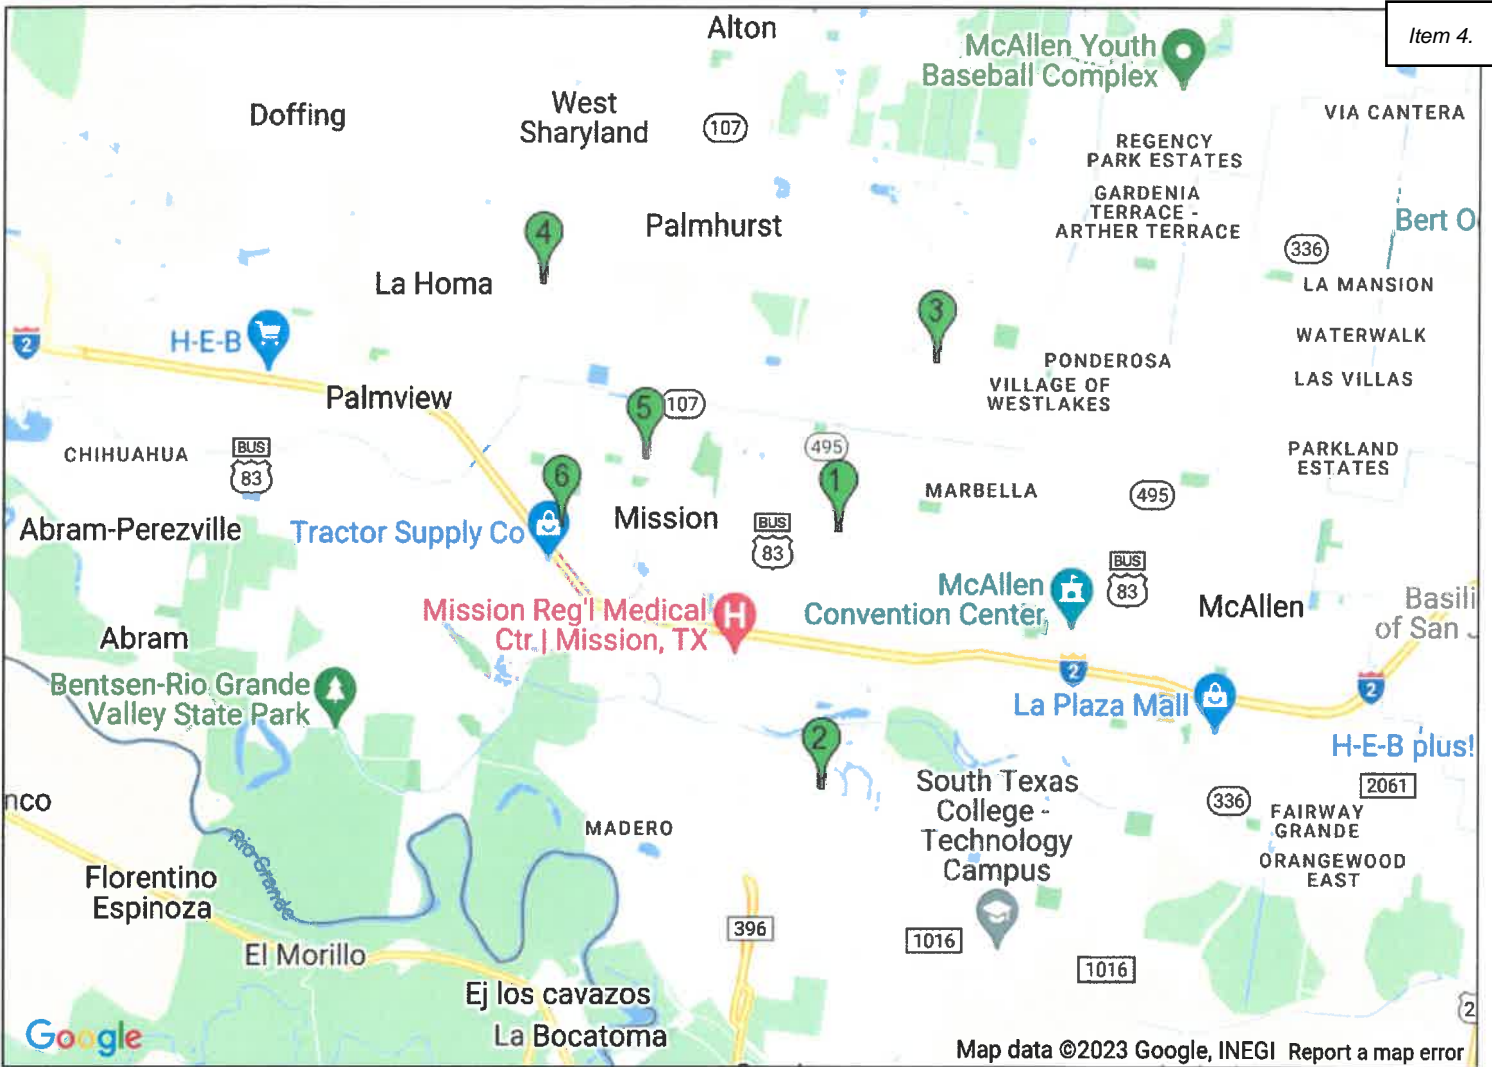 Item 4.
Alton
McAllen Youth
Baseball Complex
Doffing
West
Sharyland
107
VIA CANTERA
REGENCY
PARK ESTATES
GARDENIA
TERRACE -
ARTHER TERRACE
Bert O
4
Palmhurst
336
La Homa
LA MANSION
3
2
H-E-B
WATERWALK
PONDEROSA
VILLAGE OF
WESTLAKES
LAS VILLAS
Palmview
5
107
CHIHUAHUA
BUS
83
495
PARKLAND
ESTATES
6
1
MARBELLA
495
Abram-Perezville
Tractor Supply Co
Mission
BUS
83
BUS
83
McAllen
Convention Center
McAllen
Basili
of San J
Mission Reg'l Medical
Ctr. | Mission, TX
H
Abram
2
2
Bentsen-Rio Grande
Valley State Park
La Plaza Mall
2
H-E-B plus!
South Texas
College -
Technology
Campus
2061
336
FAIRWAY
GRANDE
nco
MADERO
Rio Grande
ORANGEWOOD
EAST
Florentino
Espinoza
396
1016
El Morillo
1016
Ej los cavazos
2
La Bocatoma
Google
Map data ©2023 Google, INEGI Report a map error